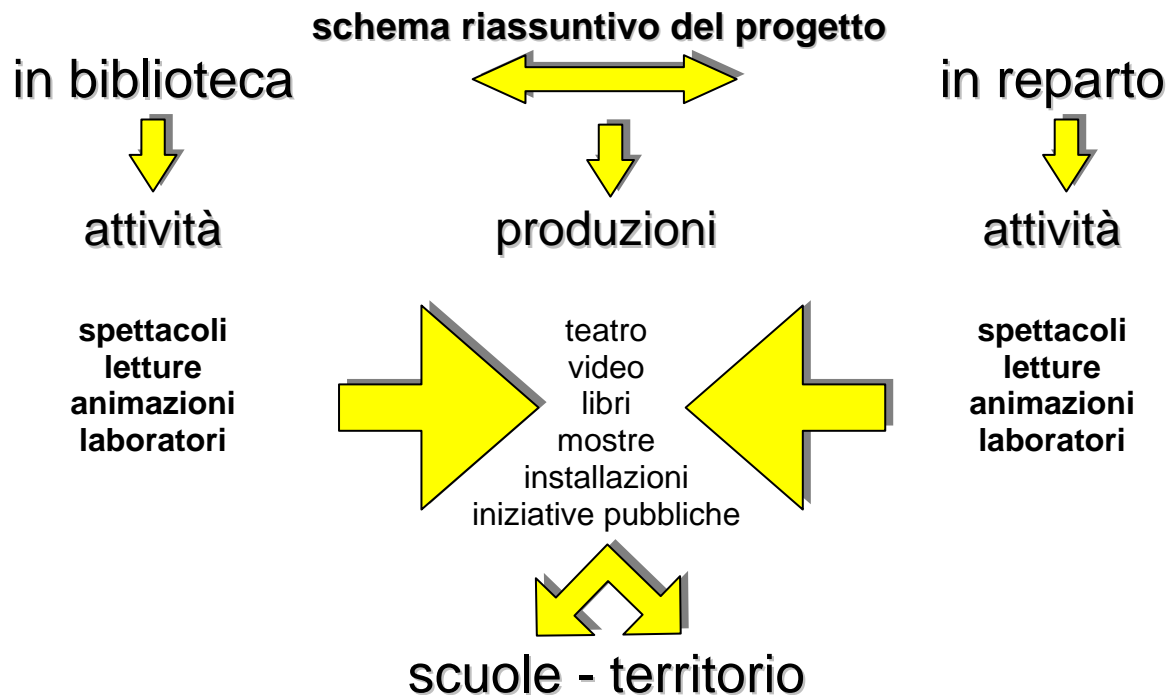 schema riassuntivo del progetto
in biblioteca
in reparto
attività
produzioni
attività
spettacoli
letture
animazioni
laboratori
teatro
video
libri
mostre
installazioni
iniziative pubbliche
spettacoli
letture
animazioni
laboratori
scuole - territorio